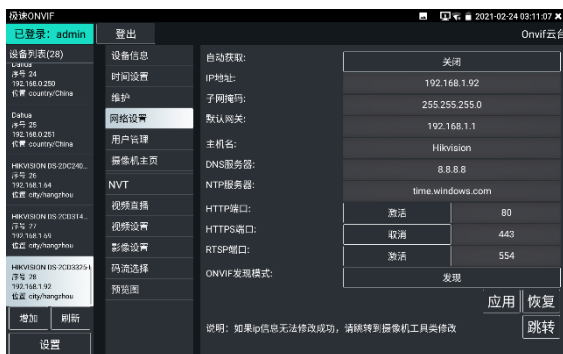 极速ONVIF
2021-02-24 03:11:07
已登录: admin
登出
Onvif云台
设备列表(28)
序号 24
192.168.0.250
位置 country/China
Dahua
序号 25
192.168.0.251
位置 country/China
HIKVISION DS-2DC240...
序号 26
192.168.1.64
位置 city/hangzhou
HIKVISION DS-2CD3T4...
序号 27
192.168.1.69
位置 city/hangzhou
HIKVISION DS-2CD3325-I
序号 28
192.168.1.92
位置 city/hangzhou
增加
刷新
设置
设备信息
时间设置
维护
网络设置
用户管理
摄像机主页
NVT
视频直播
视频设置
影像设置
码流选择
预览图
自动获取: 关闭
IP地址: 192.168.1.92
子网掩码: 255.255.255.0
默认网关: 192.168.1.1
主机名: Hikvision
DNS服务器: 8.8.8.8
NTP服务器: time.windows.com
HTTP端口: 激活 80
HTTPS端口: 取消 443
RTSP端口: 激活 554
ONVIF发现模式: 发现
应用 恢复
说明: 如果ip信息无法修改成功, 请跳转到摄像机工具类修改
跳转